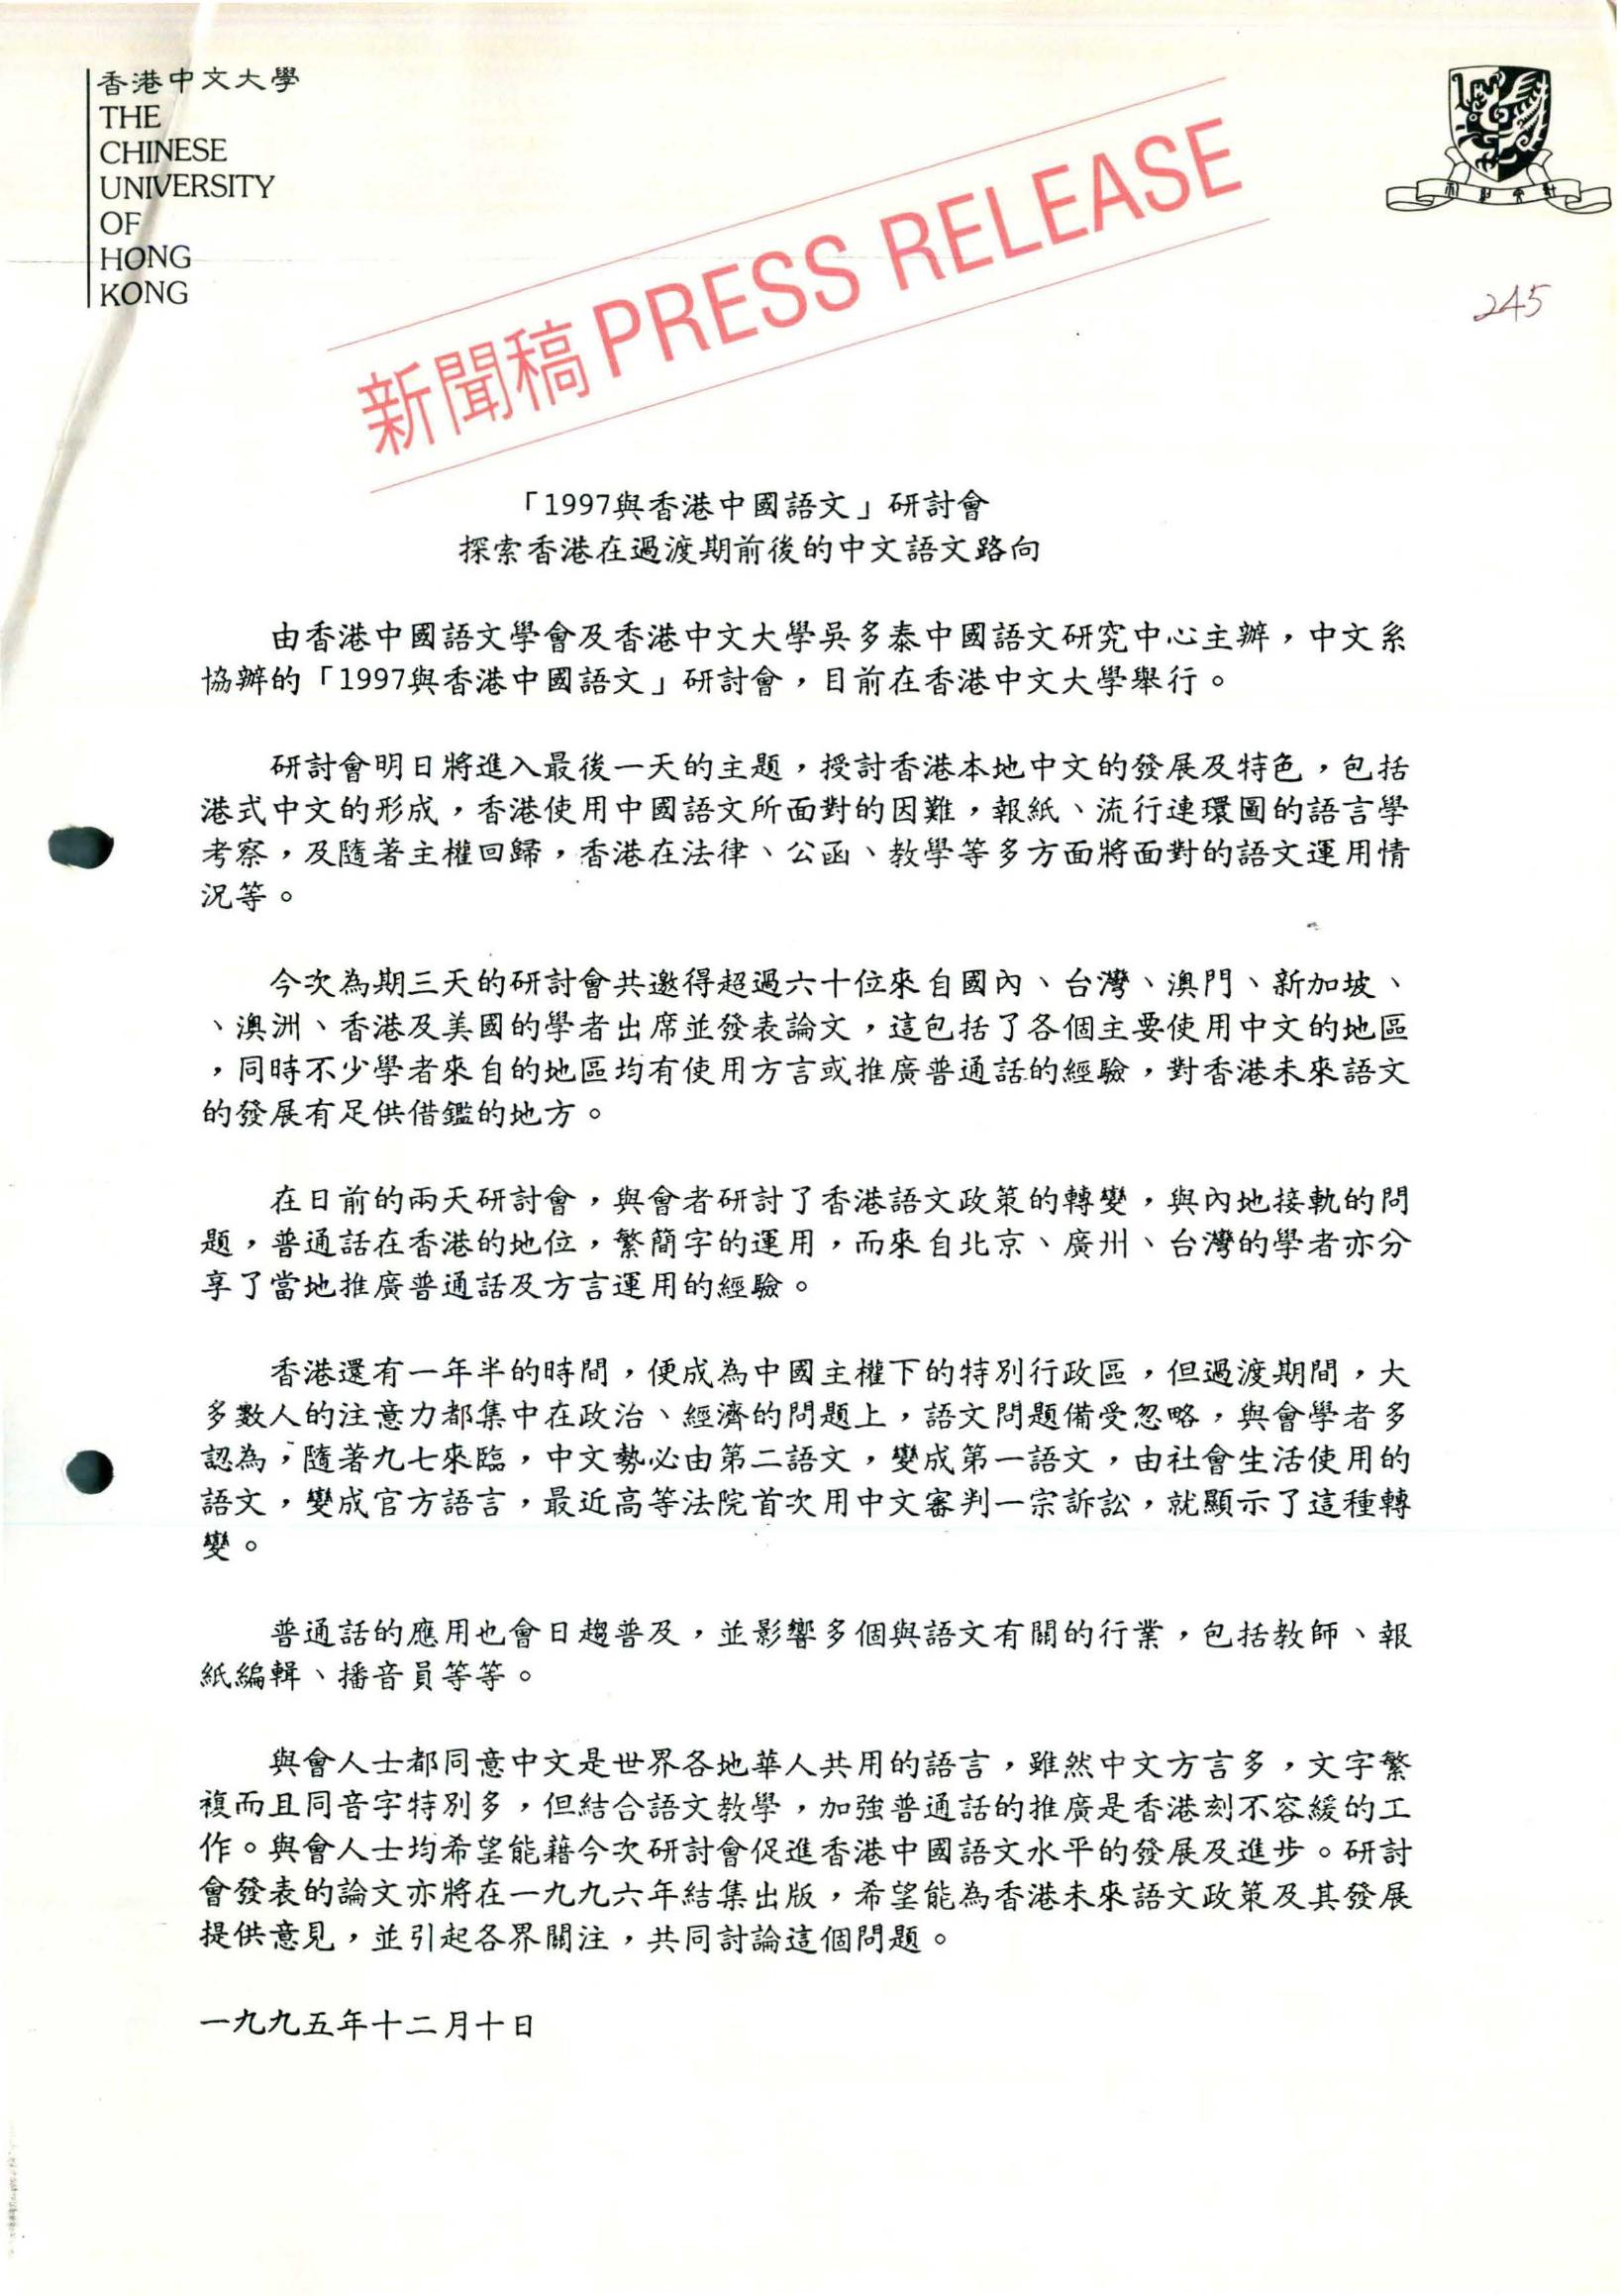 香港中文大學
THE
CHINESE
UNIVERSITY
OF
HONG
KONG
新聞稿 PRESS RELEASE
245
「1997與香港中國語文」研討會
探索香港在過渡期前後的中文語文路向
由香港中國語文學會及香港中文大學吳多泰中國語文研究中心主辦，中文系
協辦的「1997與香港中國語文」研討會，目前在香港中文大學舉行。
研討會明日將進入最後一天的主題，授討香港本地中文的發展及特色，包括
港式中文的形成，香港使用中國語文所面對的因難，報紙、流行連環圖的語言學
考察，及隨著主權回歸，香港在法律、公函、教學等多方面將面對的語文運用情
況等。
今次為期三天的研討會共邀得超過六十位來自國內、台灣、澳門、新加坡、
、澳洲、香港及美國的學者出席並發表論文，這包括了各個主要使用中文的地區
，同時不少學者來自的地區均有使用方言或推廣普通話的經驗，對香港未來語文
的發展有足供借鑑的地方。
在日前的兩天研討會，與會者研討了香港語文政策的轉變，與內地接軌的問
題，普通話在香港的地位，繁簡字的運用，而來自北京、廣州、台灣的學者亦分
享了當地推廣普通話及方言運用的經驗。
香港還有一年半的時間，便成為中國主權下的特別行政區，但過渡期間，大
多數人的注意力都集中在政治、經濟的問題上，語文問題備受忽略，與會學者多
認為，隨著九七來臨，中文勢必由第二語文，變成第一語文，由社會生活使用的
語文，變成官方語言，最近高等法院首次用中文審判一宗訴訟，就顯示了這種轉
變。
普通話的應用也會日趨普及，並影響多個與語文有關的行業，包括教師、報
紙編輯、播音員等等。
與會人士都同意中文是世界各地華人共用的語言，雖然中文方言多，文字繁
複而且同音字特別多，但結合語文教學，加強普通話的推廣是香港刻不容緩的工
作。與會人士均希望能藉今次研討會促進香港中國語文水平的發展及進步。研討
會發表的論文亦將在一九九六年結集出版，希望能為香港未來語文政策及其發展
提供意見，並引起各界關注，共同討論這個問題。
一九九五年十二月十日